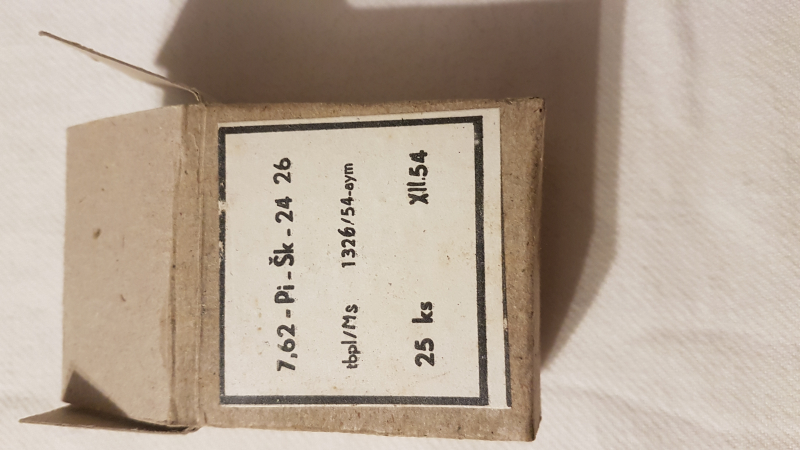 7,62-Pi-Šk-24 26
tbpl/Ms 1326/54-aym
25 ks XII.54